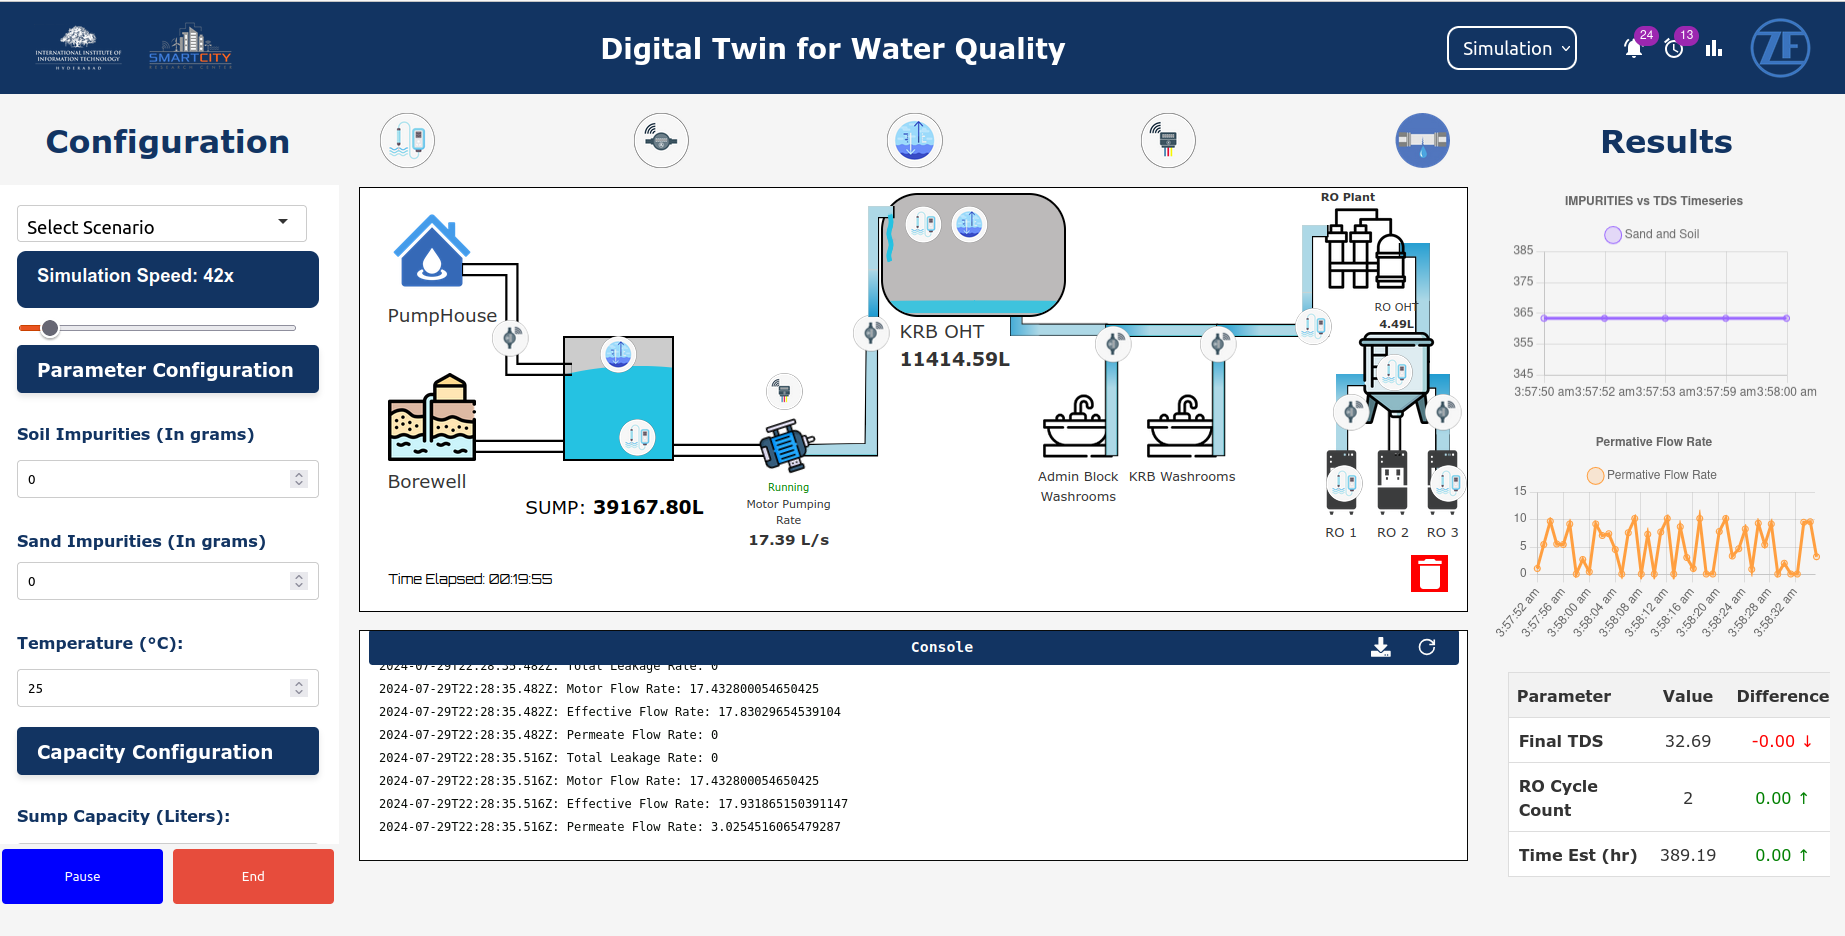 INTERNATIONAL INSTITUTE OF
INFORMATION TECHNOLOGY
HYDERABAD
SMARTCITY
RESEARCH CENTER
Digital Twin for Water Quality
Simulation
24
13
ZF
Configuration
Select Scenario
Simulation Speed: 42x
Parameter Configuration
Soil Impurities (In grams)
0
Sand Impurities (In grams)
0
Temperature (°C):
25
Capacity Configuration
Sump Capacity (Liters):
Pause
End
PumpHouse
Borewell
SUMP: 39167.80L
Running
Motor Pumping
Rate
17.39 L/s
KRB OHT
11414.59L
Admin Block
Washrooms
KRB Washrooms
RO Plant
RO OHT
4.49L
RO 1
RO 2
RO 3
Time Elapsed: 00:19:55
Console
2024-07-29T22:28:35.482Z: Total Leakage Rate: 0
2024-07-29T22:28:35.482Z: Motor Flow Rate: 17.432800054650425
2024-07-29T22:28:35.482Z: Effective Flow Rate: 17.83029654539104
2024-07-29T22:28:35.482Z: Permeate Flow Rate: 0
2024-07-29T22:28:35.516Z: Total Leakage Rate: 0
2024-07-29T22:28:35.516Z: Motor Flow Rate: 17.432800054650425
2024-07-29T22:28:35.516Z: Effective Flow Rate: 17.931865150391147
2024-07-29T22:28:35.516Z: Permeate Flow Rate: 3.0254516065479287
Results
IMPURITIES vs TDS Timeseries
Sand and Soil
385
375
365
355
345
3:57:50 am 3:57:52 am 3:57:53 am 3:57:59 am 3:58:00 am
Permative Flow Rate
Permative Flow Rate
15
10
5
0
3:57:52 am 3:57:56 am 3:58:00 am 3:58:04 am 3:58:08 am 3:58:12 am 3:58:16 am 3:58:20 am 3:58:24 am 3:58:28 am 3:58:32 am
Parameter Value Difference
Final TDS 32.69 -0.00 ↓
RO Cycle
Count 2 0.00 ↑
Time Est (hr) 389.19 0.00 ↑